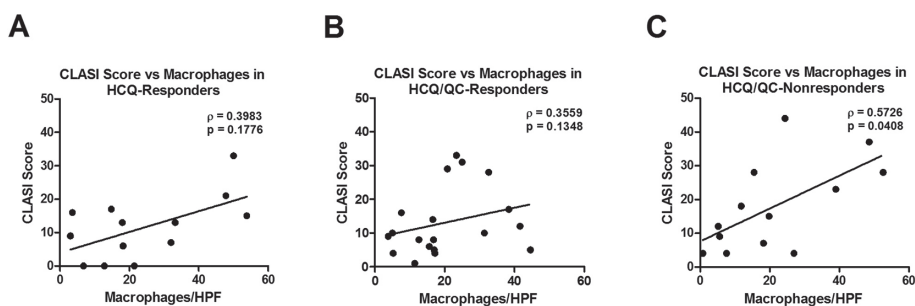 A
CLASI Score vs Macrophages in
HCQ-Responders
ρ = 0.3983
p = 0.1776
50
40
30
20
10
0
CLASI Score
0
20
40
60
Macrophages/HPF
B
CLASI Score vs Macrophages in
HCQ/QC-Responders
ρ = 0.3559
p = 0.1348
50
40
30
20
10
0
CLASI Score
0
20
40
60
Macrophages/HPF
C
CLASI Score vs Macrophages in
HCQ/QC-Nonresponders
ρ = 0.5726
p = 0.0408
50
40
30
20
10
0
CLASI Score
0
20
40
60
Macrophages/HPF